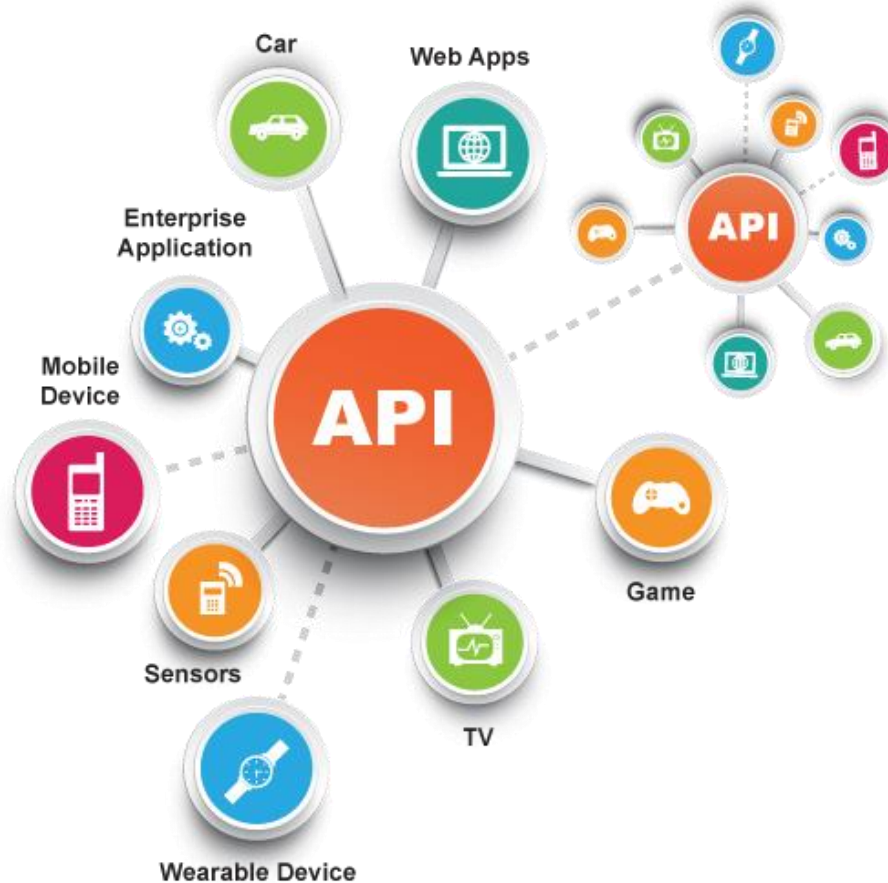 Car
Web Apps
API
Enterprise
Application
API
Mobile
Device
Game
Sensors
TV
Wearable Device